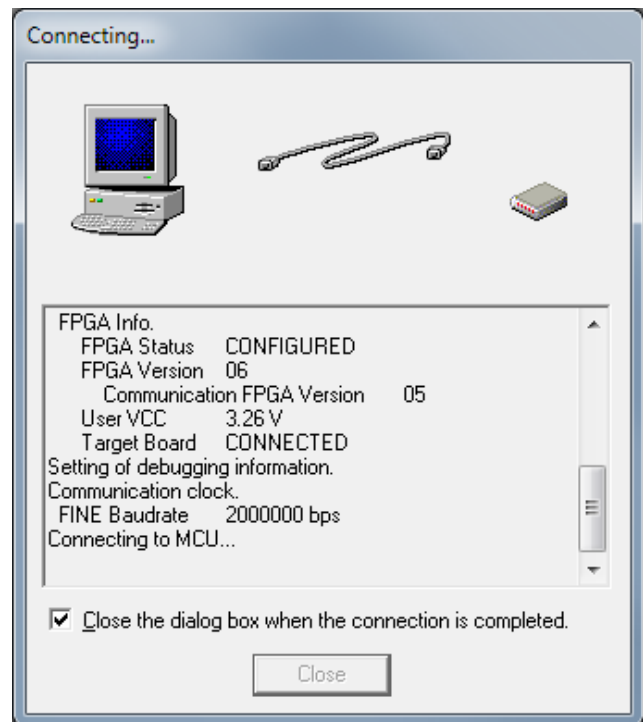 Connecting...
FPGA Info.
FPGA Status CONFIGURED
FPGA Version 06
Communication FPGA Version 05
User VCC 3.26 V
Target Board CONNECTED
Setting of debugging information.
Communication clock.
FINE Baudrate 2000000 bps
Connecting to MCU...
Close the dialog box when the connection is completed.
Close